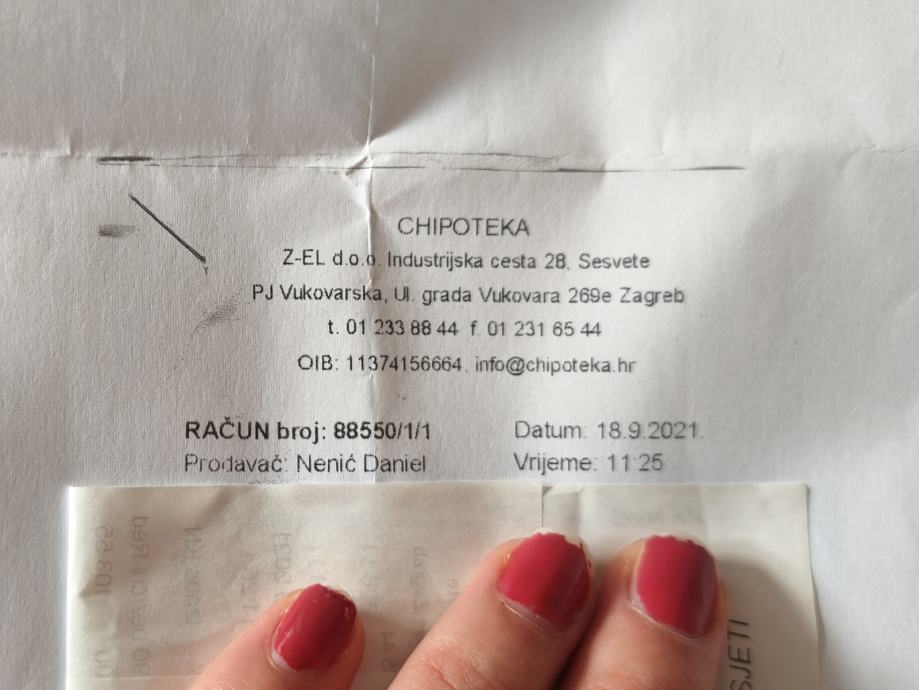 CHIPOTEKA
Z-EL d.o.o. Industrijska cesta 28, Sesvete
PJ Vukovarska, Ul. grada Vukovara 269e Zagreb
t. 01 233 88 44 f. 01 231 65 44
OIB: 11374156664, info@chipoteka.hr
RAČUN broj: 88550/1/1
Datum: 18.9.2021.
Prodavač: Nenić Daniel
Vrijeme: 11:25
SJETI